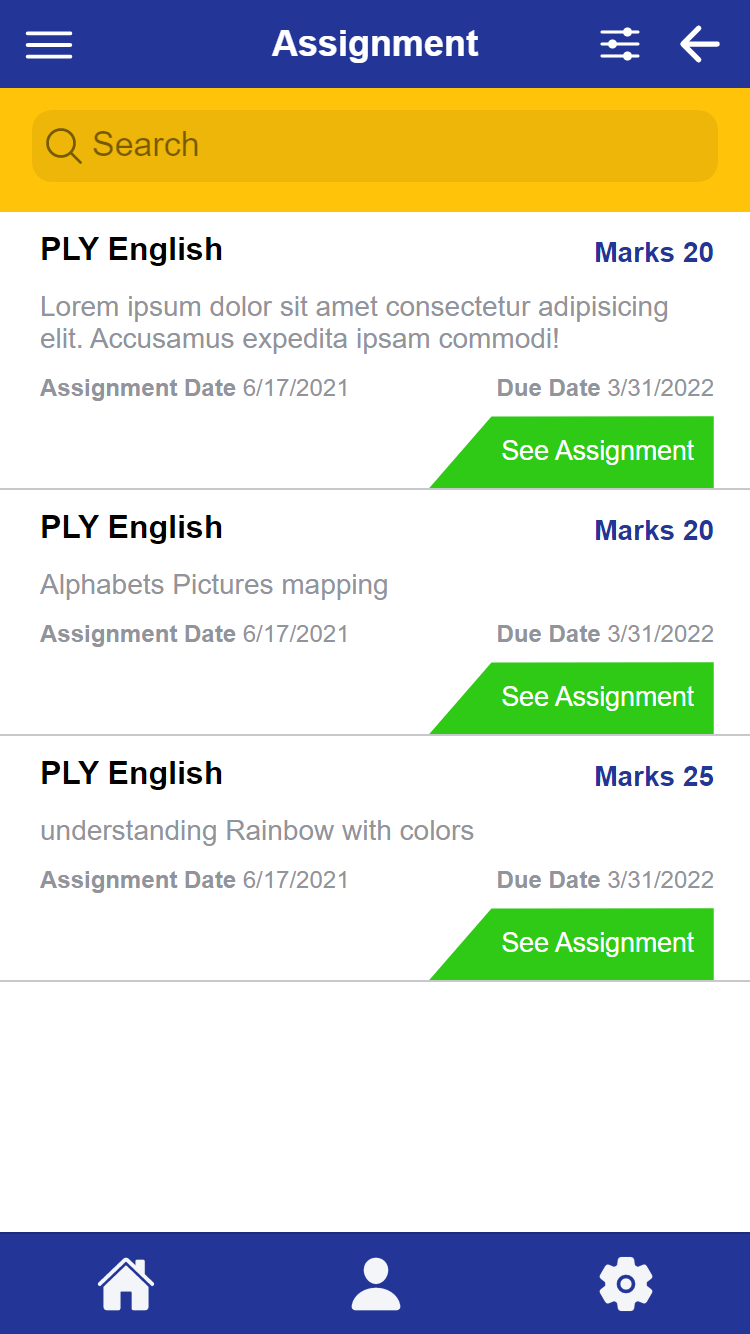 Assignment
Search
PLY English Marks 20
Lorem ipsum dolor sit amet consectetur adipisicing
elit. Accusamus expedita ipsam commodi!
Assignment Date 6/17/2021 Due Date 3/31/2022
See Assignment
PLY English Marks 20
Alphabets Pictures mapping
Assignment Date 6/17/2021 Due Date 3/31/2022
See Assignment
PLY English Marks 25
understanding Rainbow with colors
Assignment Date 6/17/2021 Due Date 3/31/2022
See Assignment